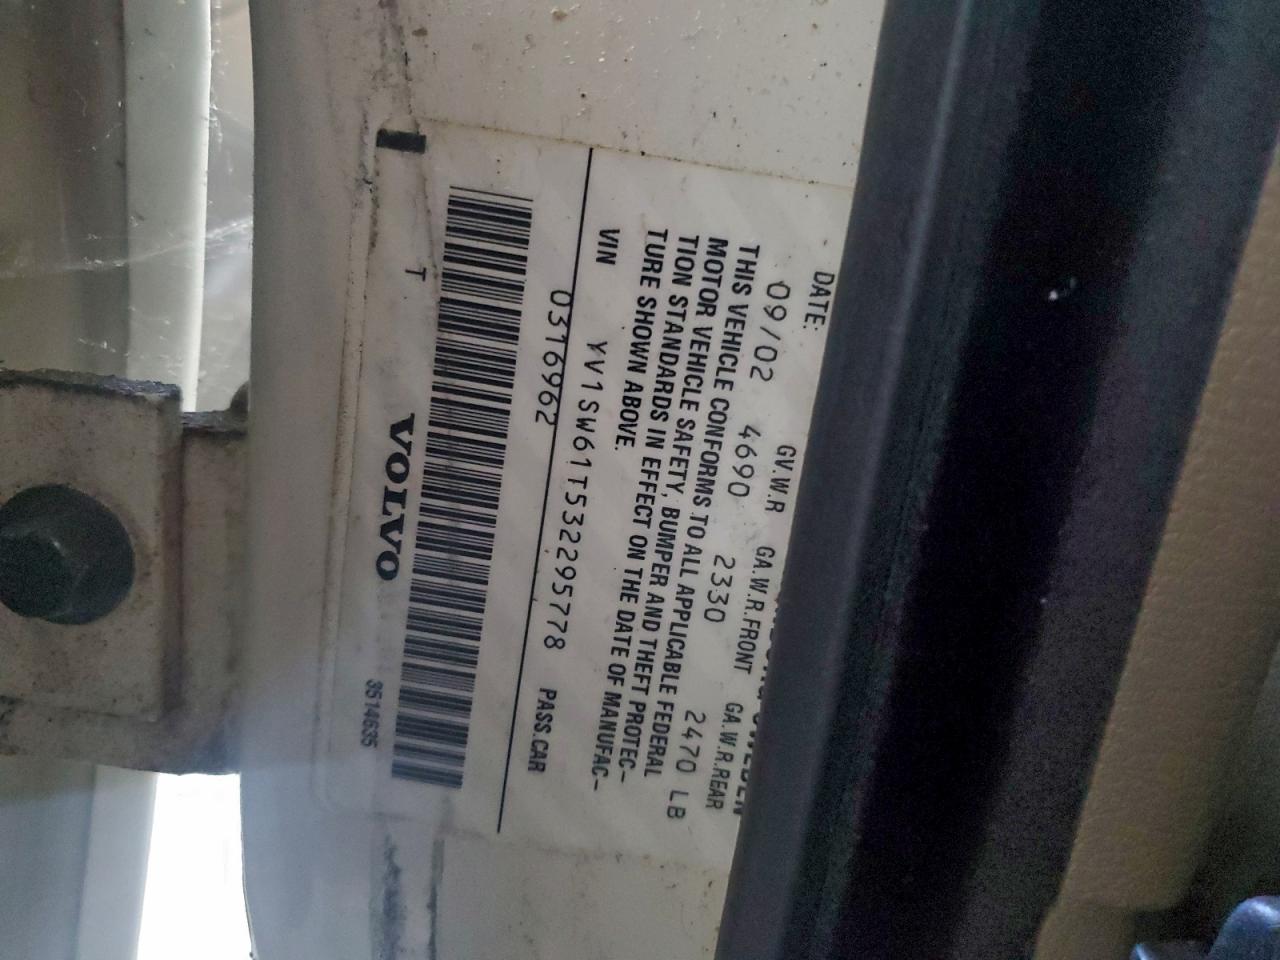 DATE: GV.W.R GA.W.R.FRONT GA.W.R.REAR
09/02 4690 2330 2470 LB
THIS VEHICLE CONFORMS TO ALL APPLICABLE FEDERAL
MOTOR VEHICLE SAFETY, BUMPER AND THEFT PROTEC-
TION STANDARDS IN EFFECT ON THE DATE OF MANUFAC-
TURE SHOWN ABOVE.
VIN YV1SW61T532295778 PASS.CAR
0316962
T VOLVO 3514635